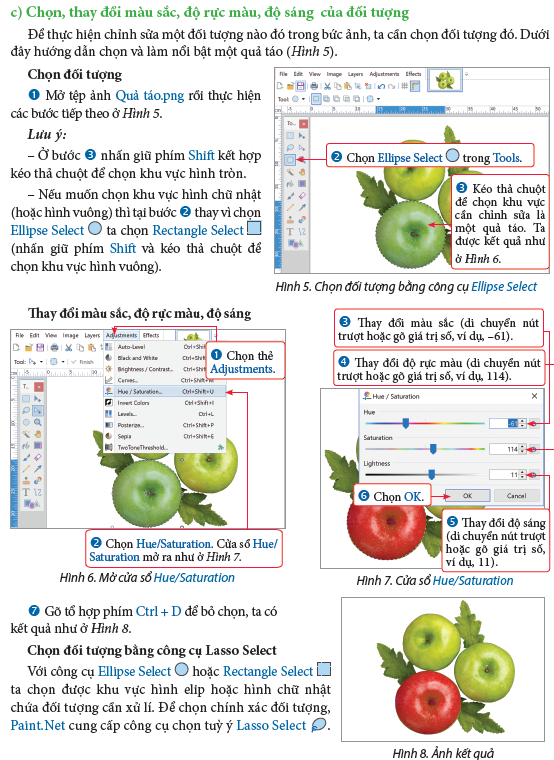 c) Chọn, thay đổi màu sắc, độ rực màu, độ sáng của đối tượng
Để thực hiện chỉnh sửa một đối tượng nào đó trong bức ảnh, ta cần chọn đối tượng đó. Dưới
đây hướng dẫn chọn và làm nổi bật một quả táo (Hình 5).
Chọn đối tượng
❶ Mở tệp ảnh Quả táo.png rồi thực hiện
các bước tiếp theo ở Hình 5.
Lưu ý:
– Ở bước ❸ nhấn giữ phím Shift kết hợp
kéo thả chuột để chọn khu vực hình tròn.
– Nếu muốn chọn khu vực hình chữ nhật
(hoặc hình vuông) thì tại bước ❷ thay vì chọn
Ellipse Select ta chọn Rectangle Select
(nhấn giữ phím Shift và kéo thả chuột để
chọn khu vực hình vuông).
File Edit View Image Layers Adjustments Effects
Tool:
❷ Chọn Ellipse Select trong Tools.
❸ Kéo thả chuột
để chọn khu vực
cần chỉnh sửa là
một quả táo. Ta
được kết quả như
ở Hình 6.
Hình 5. Chọn đối tượng bằng công cụ Ellipse Select
Thay đổi màu sắc, độ rực màu, độ sáng
File Edit View Image Layers Adjustments Effects
Tool: Finish
Auto-Level Ctrl+Shif
Black and White Ctrl+Shif
Brightness / Contrast... Ctrl+Shif
Curves... Ctrl+Shift+M
Hue / Saturation... Ctrl+Shift+U
Invert Colors Ctrl+Shift+I
Levels... Ctrl+L
Posterize... Ctrl+Shift+P
Sepia Ctrl+Shift+E
TwoToneThreshold...
❶ Chọn thẻ
Adjustments.
❷ Chọn Hue/Saturation. Cửa sổ Hue/
Saturation mở ra như ở Hình 7.
Hình 6. Mở cửa sổ Hue/Saturation
❸ Thay đổi màu sắc (di chuyển nút
trượt hoặc gõ giá trị số, ví dụ, –61).
❹ Thay đổi độ rực màu (di chuyển nút
trượt hoặc gõ giá trị số, ví dụ, 114).
Hue / Saturation
Hue
-61
Saturation
114
Lightness
11
❻ Chọn OK.
OK Cancel
❺ Thay đổi độ sáng
(di chuyển nút trượt
hoặc gõ giá trị số,
ví dụ, 11).
Hình 7. Cửa sổ Hue/Saturation
❼ Gõ tổ hợp phím Ctrl + D để bỏ chọn, ta có
kết quả như ở Hình 8.
Chọn đối tượng bằng công cụ Lasso Select
Với công cụ Ellipse Select hoặc Rectangle Select
ta chọn được khu vực hình elip hoặc hình chữ nhật
chứa đối tượng cần xử lí. Để chọn chính xác đối tượng,
Paint.Net cung cấp công cụ chọn tuỳ ý Lasso Select .
Hình 8. Ảnh kết quả